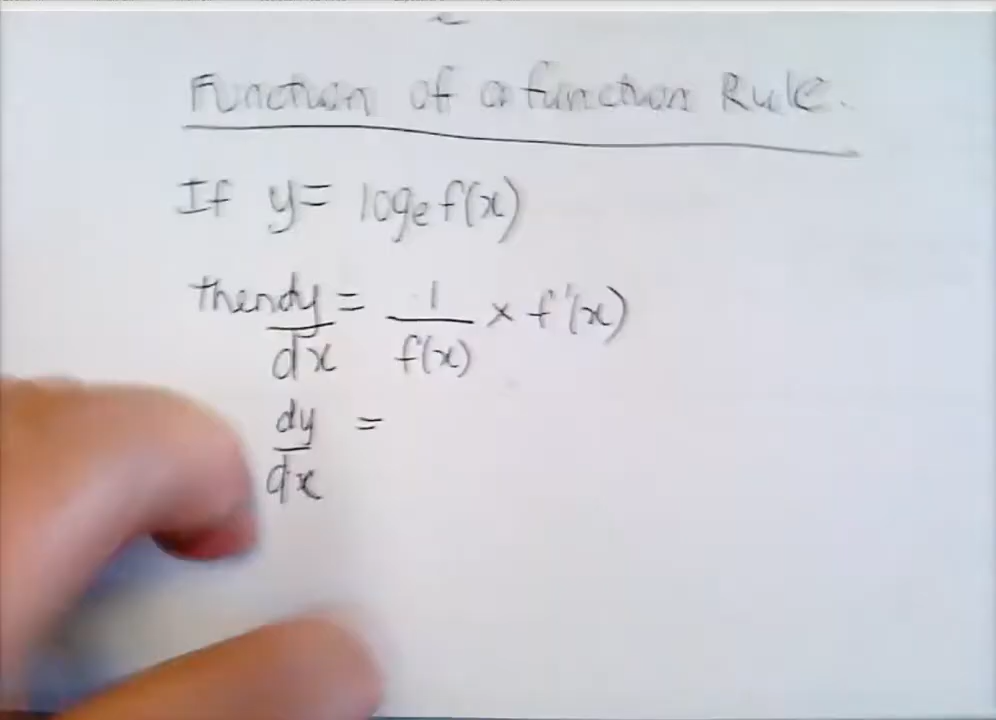 Function of a function Rule.
If y = logₑ f(x)
then dy/dx = 1/f(x) × f'(x)
dy/dx =